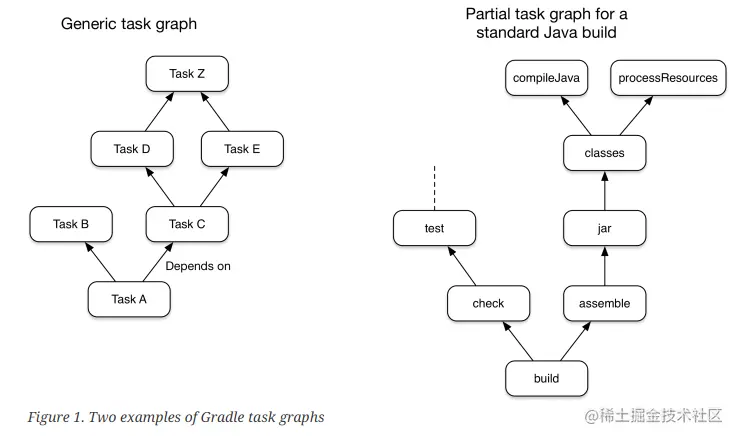 Generic task graph
Task Z
Task D
Task E
Task B
Task C
Depends on
Task A
Partial task graph for a
standard Java build
compileJava
processResources
classes
test
jar
check
assemble
build
Figure 1. Two examples of Gradle task graphs
@稀土掘金技术社区